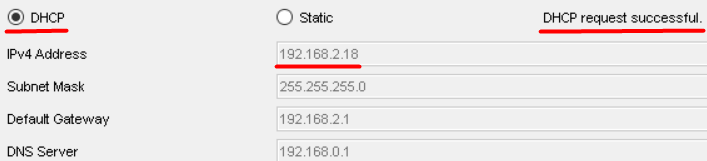 DHCP Static DHCP request successful.
IPv4 Address 192.168.2.18
Subnet Mask 255.255.255.0
Default Gateway 192.168.2.1
DNS Server 192.168.0.1